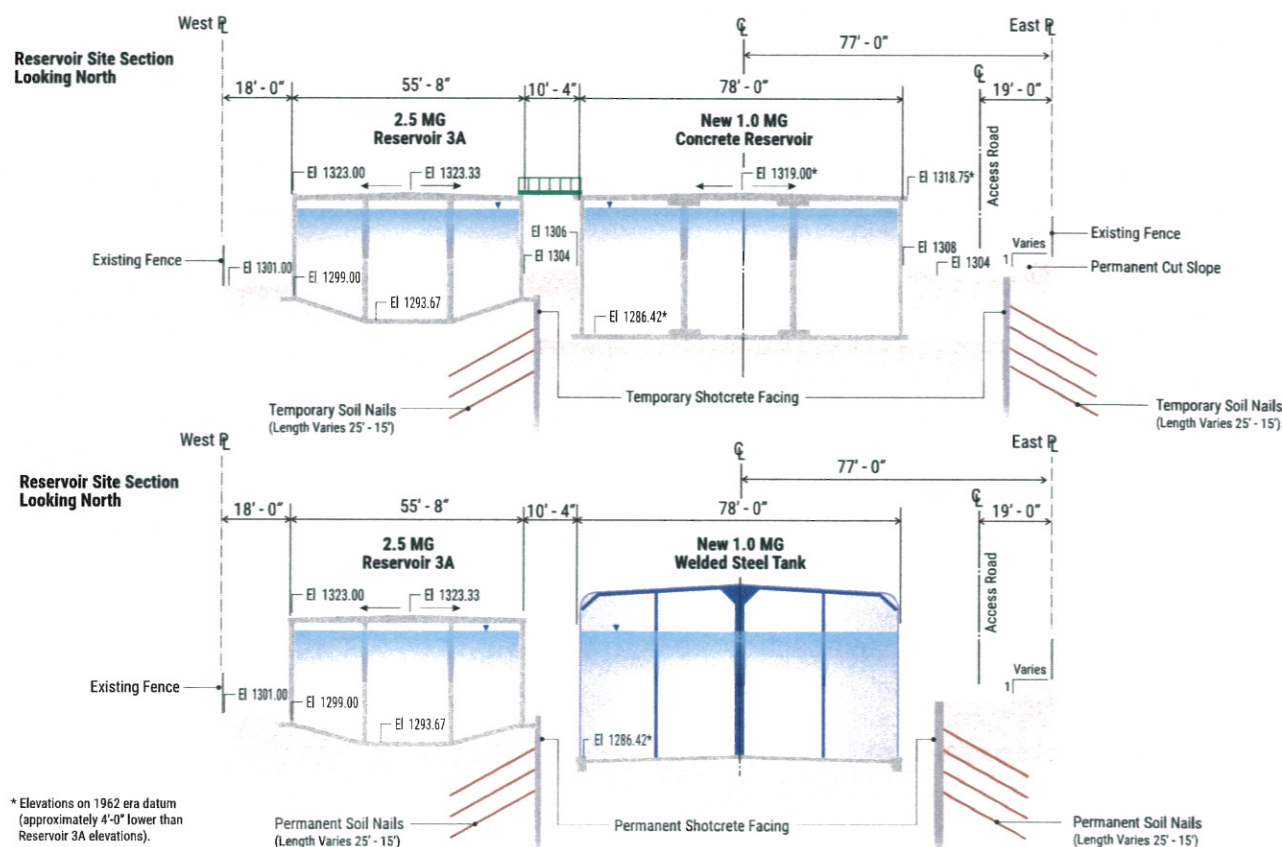 West ℄
℄
East ℄
77' - 0"
Reservoir Site Section
Looking North
℄
18' - 0"
55' - 8"
10' - 4"
78' - 0"
19' - 0"
2.5 MG
Reservoir 3A
New 1.0 MG
Concrete Reservoir
Access Road
El 1323.00
El 1323.33
El 1319.00*
El 1318.75*
El 1306
El 1308
Existing Fence
Existing Fence
El 1304
El 1304
Varies
1
El 1301.00
El 1299.00
Permanent Cut Slope
El 1293.67
El 1286.42*
Temporary Shotcrete Facing
Temporary Soil Nails
(Length Varies 25' - 15')
Temporary Soil Nails
(Length Varies 25' - 15')
West ℄
℄
East ℄
77' - 0"
Reservoir Site Section
Looking North
℄
18' - 0"
55' - 8"
10' - 4"
78' - 0"
19' - 0"
2.5 MG
Reservoir 3A
New 1.0 MG
Welded Steel Tank
Access Road
El 1323.00
El 1323.33
Varies
1
Existing Fence
El 1301.00
El 1299.00
El 1293.67
El 1286.42*
* Elevations on 1962 era datum
(approximately 4'-0" lower than
Reservoir 3A elevations).
Permanent Soil Nails
(Length Varies 25' - 15')
Permanent Shotcrete Facing
Permanent Soil Nails
(Length Varies 25' - 15')